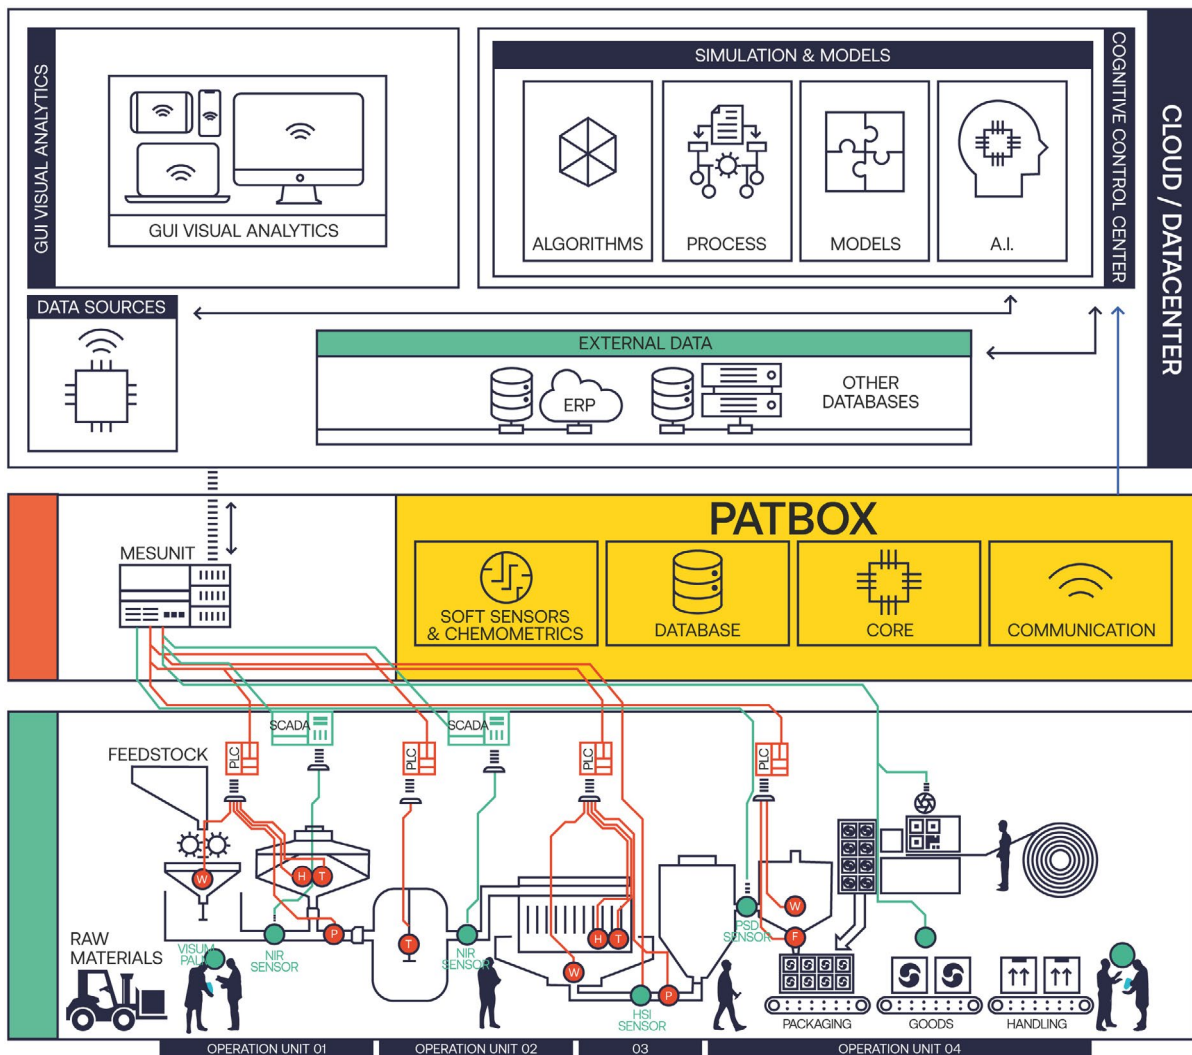 GUI VISUAL ANALYTICS
GUI VISUAL ANALYTICS
SIMULATION & MODELS
ALGORITHMS
PROCESS
MODELS
A.I.
COGNITIVE CONTROL CENTER
CLOUD / DATACENTER
DATA SOURCES
EXTERNAL DATA
ERP
OTHER
DATABASES
PATBOX
MESUNIT
SOFT SENSORS
& CHEMOMETRICS
DATABASE
CORE
COMMUNICATION
SCADA
SCADA
FEEDSTOCK
PLC
PLC
PLC
PLC
W
H
T
P
T
H
T
W
P
W
F
RAW
MATERIALS
NIR
SENSOR
NIR
SENSOR
HSI
SENSOR
PSD
SENSOR
VISUM
PACKAGING
GOODS
HANDLING
OPERATION UNIT 01
OPERATION UNIT 02
03
OPERATION UNIT 04